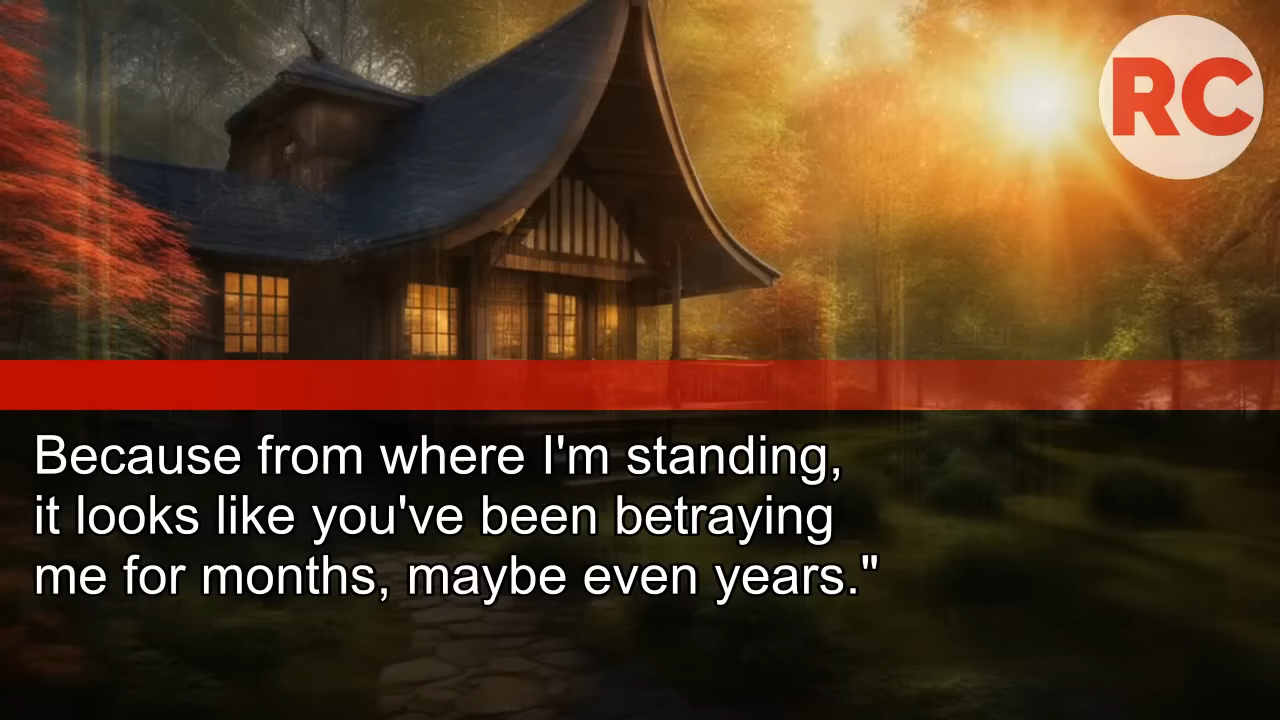 RC
Because from where I'm standing,
it looks like you've been betraying
me for months, maybe even years."